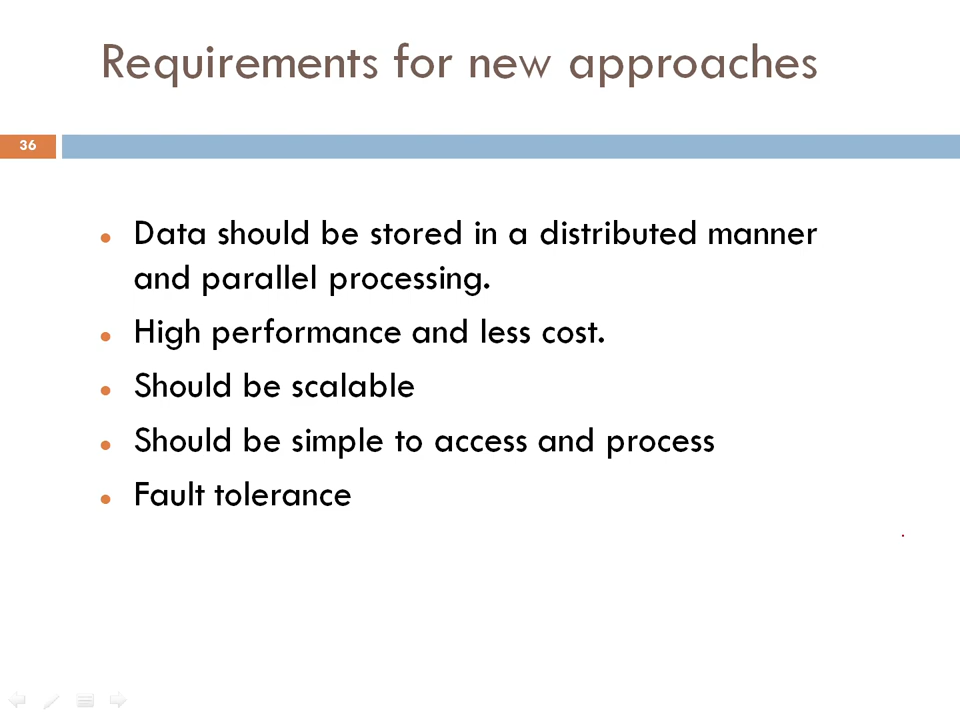 Requirements for new approaches
36
Data should be stored in a distributed manner
and parallel processing.
High performance and less cost.
Should be scalable
Should be simple to access and process
Fault tolerance